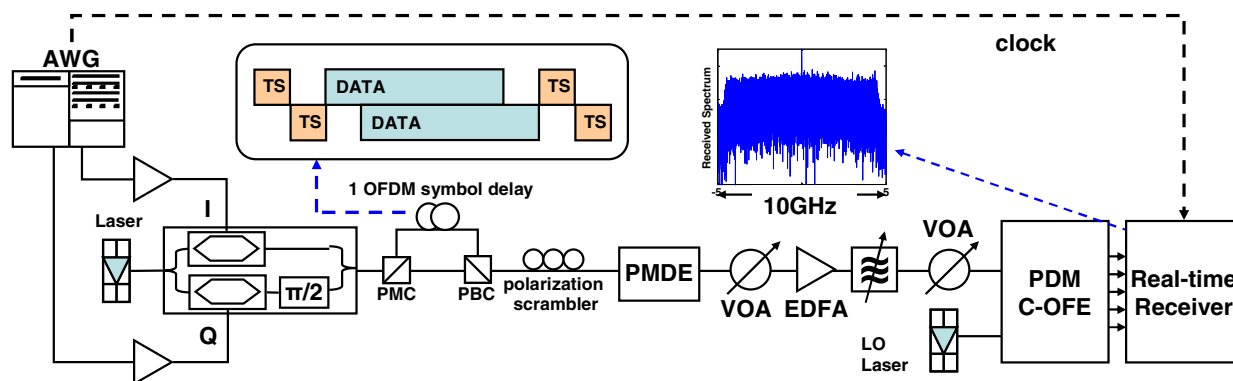 AWG
clock
TS
DATA
TS
TS
DATA
TS
Received Spectrum
-5
5
10GHz
1 OFDM symbol delay
Laser
I
π/2
Q
PMC
PBC
polarization
scrambler
PMDE
VOA
EDFA
VOA
LO
Laser
PDM
C-OFE
Real-time
Receiver